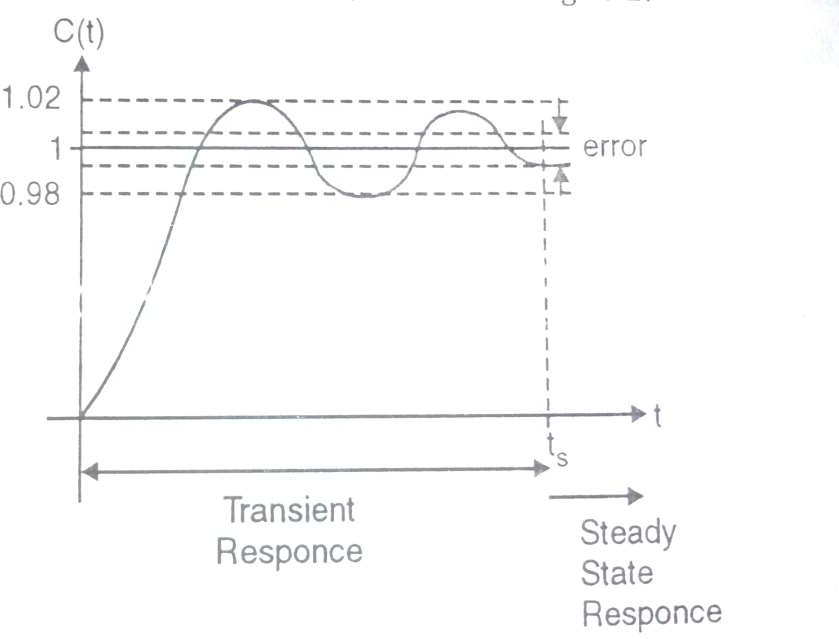 C(t)
1.02
1
error
0.98
t
ts
Transient
Responce
Steady
State
Responce